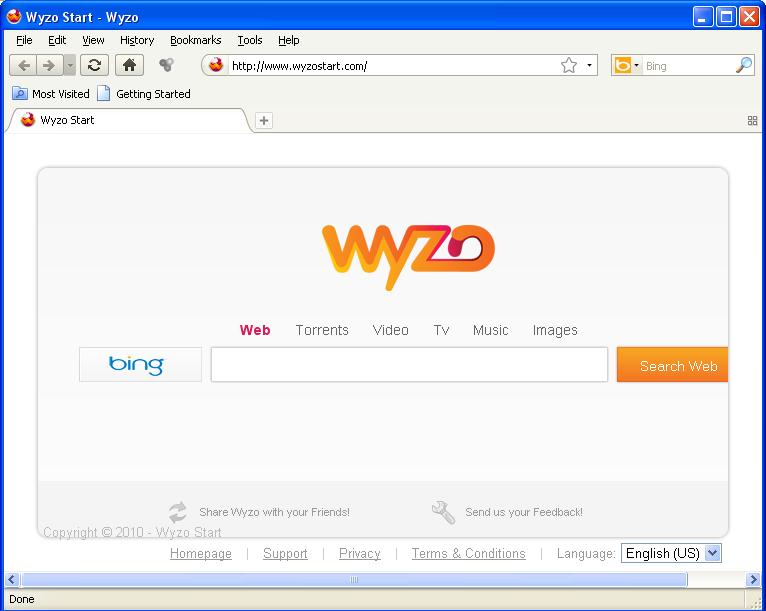 Wyzo Start - Wyzo
File Edit View History Bookmarks Tools Help
http://www.wyzostart.com/ Bing
Most Visited Getting Started
Wyzo Start
wyzo
Web Torrents Video Tv Music Images
bing Search Web
Share Wyzo with your Friends! Send us your Feedback!
Copyright © 2010 - Wyzo Start
Homepage | Support | Privacy | Terms & Conditions | Language: English (US)
Done